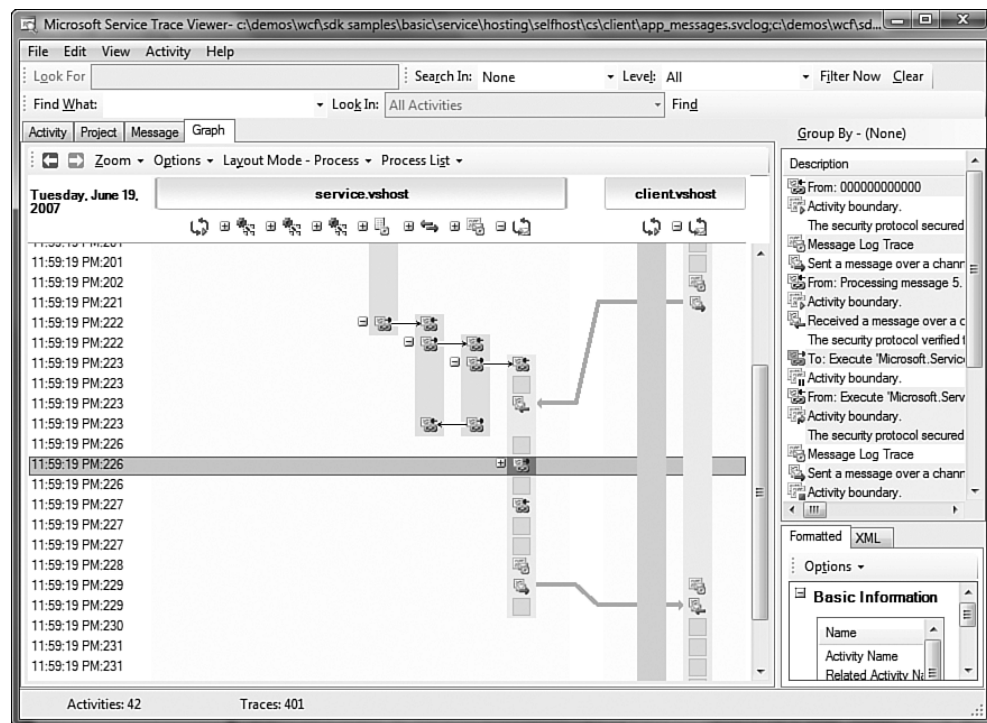 Microsoft Service Trace Viewer- c:\demos\wcf\sdk samples\basic\service\hosting\selfhost\cs\client\app_messages.svclog;c:\demos\wcf\sd...
File Edit View Activity Help
Look For Search In: None Level: All Filter Now Clear
Find What: Look In: All Activities Find
Activity Project Message Graph
Zoom Options Layout Mode - Process Process List
Tuesday, June 19, 2007
service.vshost client.vshost
11:59:19 PM:201
11:59:19 PM:201
11:59:19 PM:202
11:59:19 PM:221
11:59:19 PM:222
11:59:19 PM:222
11:59:19 PM:223
11:59:19 PM:223
11:59:19 PM:223
11:59:19 PM:223
11:59:19 PM:226
11:59:19 PM:226
11:59:19 PM:226
11:59:19 PM:227
11:59:19 PM:227
11:59:19 PM:227
11:59:19 PM:228
11:59:19 PM:229
11:59:19 PM:229
11:59:19 PM:230
11:59:19 PM:231
11:59:19 PM:231
Group By - (None)
Description
From: 000000000000
Activity boundary.
The security protocol secured
Message Log Trace
Sent a message over a chann
From: Processing message 5.
Activity boundary.
Received a message over a c
The security protocol verified
To: Execute 'Microsoft.Service
Activity boundary.
From: Execute 'Microsoft.Serv
Activity boundary.
The security protocol secured
Message Log Trace
Sent a message over a chann
Activity boundary.
Formatted XML
Options
Basic Information
Name
Activity Name
Related Activity Na
Activities: 42 Traces: 401